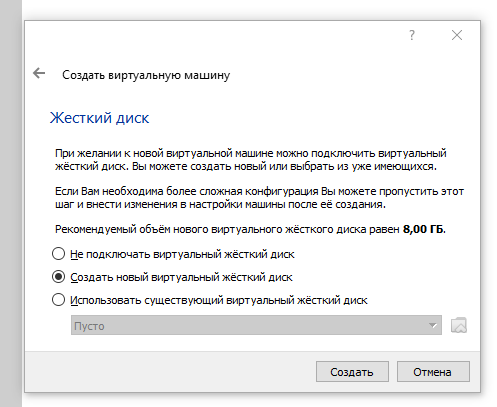 Создать виртуальную машину
Жесткий диск
При желании к новой виртуальной машине можно подключить виртуальный
жёсткий диск. Вы можете создать новый или выбрать из уже имеющихся.
Если Вам необходима более сложная конфигурация Вы можете пропустить этот
шаг и внести изменения в настройки машины после её создания.
Рекомендуемый объём нового виртуального жёсткого диска равен 8,00 ГБ.
Не подключать виртуальный жёсткий диск
Создать новый виртуальный жёсткий диск
Использовать существующий виртуальный жёсткий диск
Пусто
Создать
Отмена